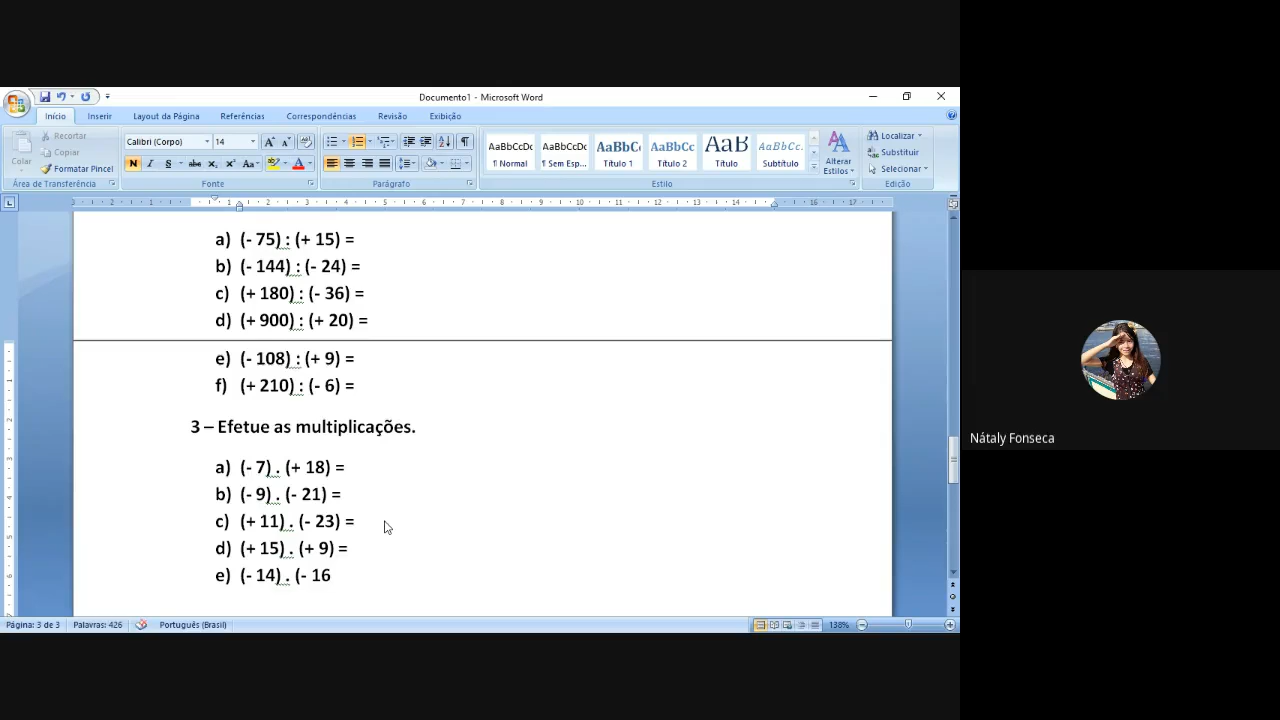 Documento1 - Microsoft Word
Início Inserir Layout da Página Referências Correspondências Revisão Exibição
Colar
Recortar
Copiar
Formatar Pincel
Área de Transferência
Calibri (Corpo) 14
Fonte
Parágrafo
AaBbCcDc AaBbCcDc AaBbC AaBbCc AaB AaBbCc.
¶ Normal ¶ Sem Esp... Título 1 Título 2 Título Subtítulo
Alterar Estilos
Estilo
Localizar
Substituir
Selecionar
Edição
a) (- 75) : (+ 15) =
b) (- 144) : (- 24) =
c) (+ 180) : (- 36) =
d) (+ 900) : (+ 20) =
e) (- 108) : (+ 9) =
f) (+ 210) : (- 6) =
3 – Efetue as multiplicações.
a) (- 7) . (+ 18) =
b) (- 9) . (- 21) =
c) (+ 11) . (- 23) =
d) (+ 15) . (+ 9) =
e) (- 14) . (- 16
Nátaly Fonseca
Página: 3 de 3 Palavras: 426 Português (Brasil) 138%